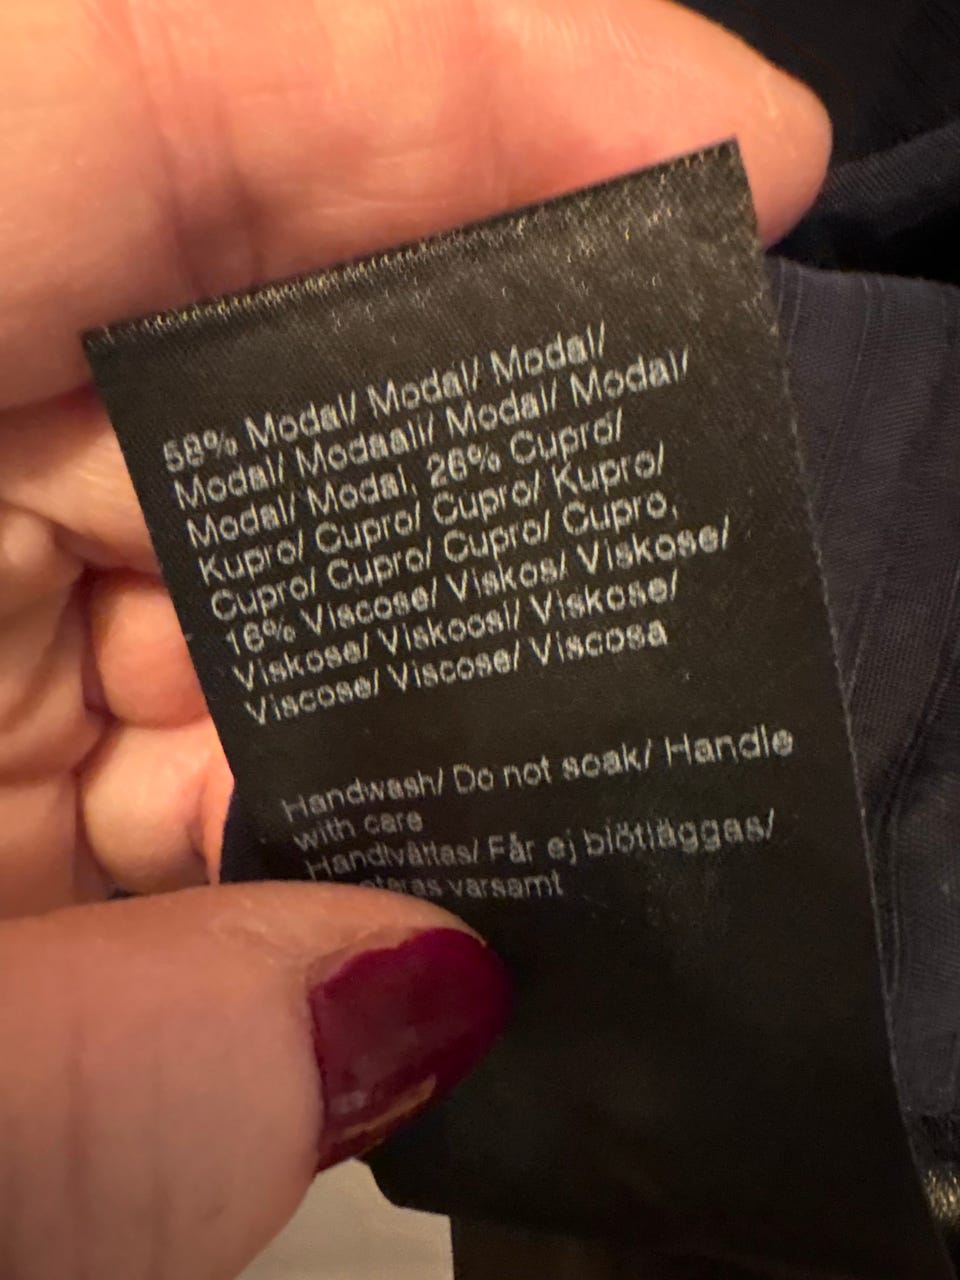 58% Modal/ Modal/ Modal/
Modal/ Modaali/ Modal/ Modal/
Modal/ Modal, 26% Cupro/
Kupro/ Cupro/ Cupro/ Kupro/
Cupro/ Cupro/ Cupro/ Cupro,
16% Viscose/ Viskos/ Viskose/
Viskose/ Viskoosi/ Viskose/
Viscose/ Viscose/ Viscosa
Handwash/ Do not soak/ Handle
with care
Handtvättas/ Får ej blötläggas/
varsamt